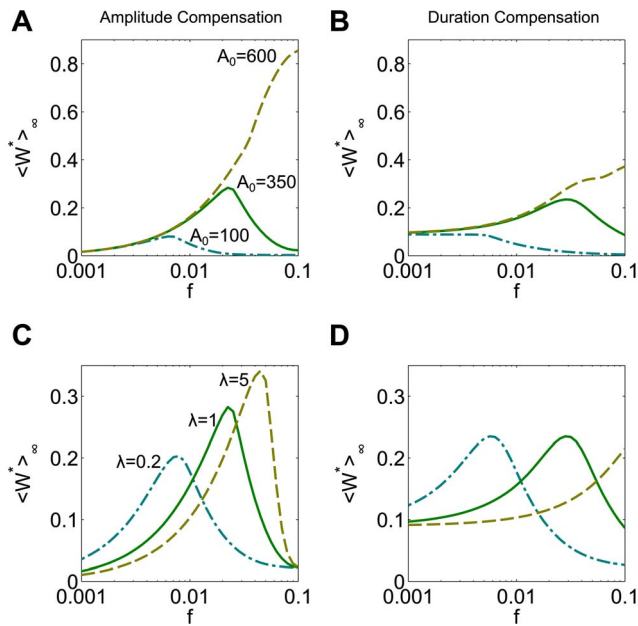 A Amplitude Compensation
B Duration Compensation
0.8
0.6
0.4
0.2
0
<W*>∞
A₀=600
A₀=350
A₀=100
0.001 0.01 0.1
f
0.8
0.6
0.4
0.2
0
<W*>∞
0.001 0.01 0.1
f
C
D
0.3
0.2
0.1
0
<W*>∞
λ=5
λ=1
λ=0.2
0.001 0.01 0.1
f
0.3
0.2
0.1
0
<W*>∞
0.001 0.01 0.1
f